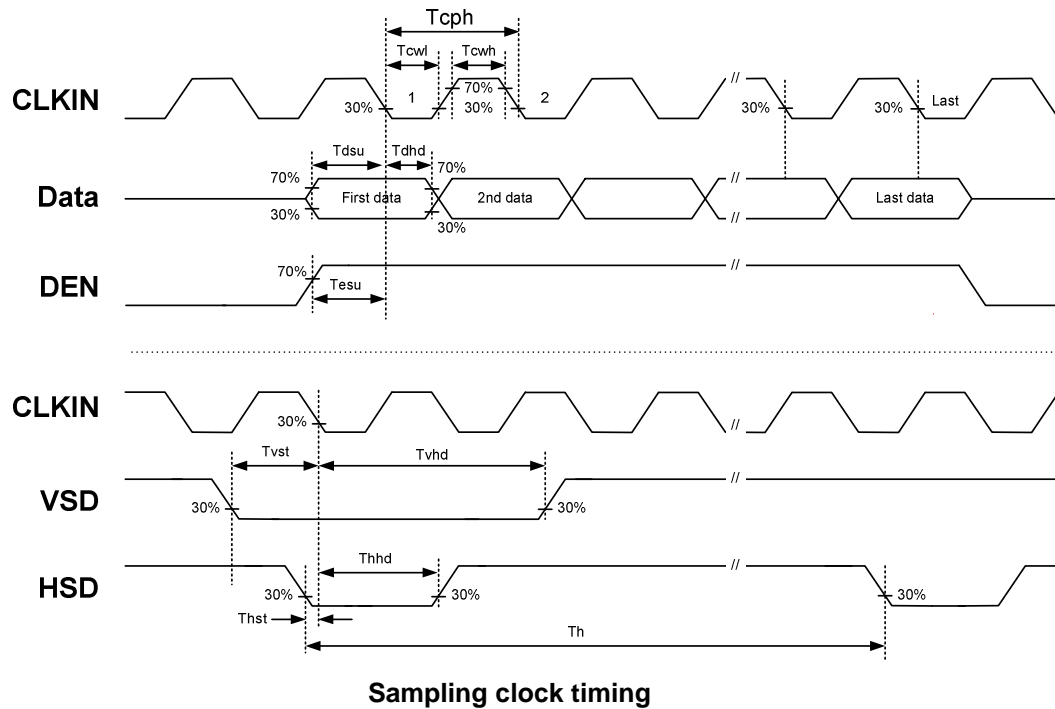 Tcph
Tcwl Tcwh
CLKIN 30% 1 70% 30% 2 // 30% 30% Last
Tdsu Tdhd
Data 70% 30% First data 70% 30% 2nd data // // Last data
DEN 70% Tesu //
CLKIN 30% //
Tvst Tvhd
VSD 30% 30% //
Thhd
HSD 30% 30% // 30%
Thst
Th
Sampling clock timing